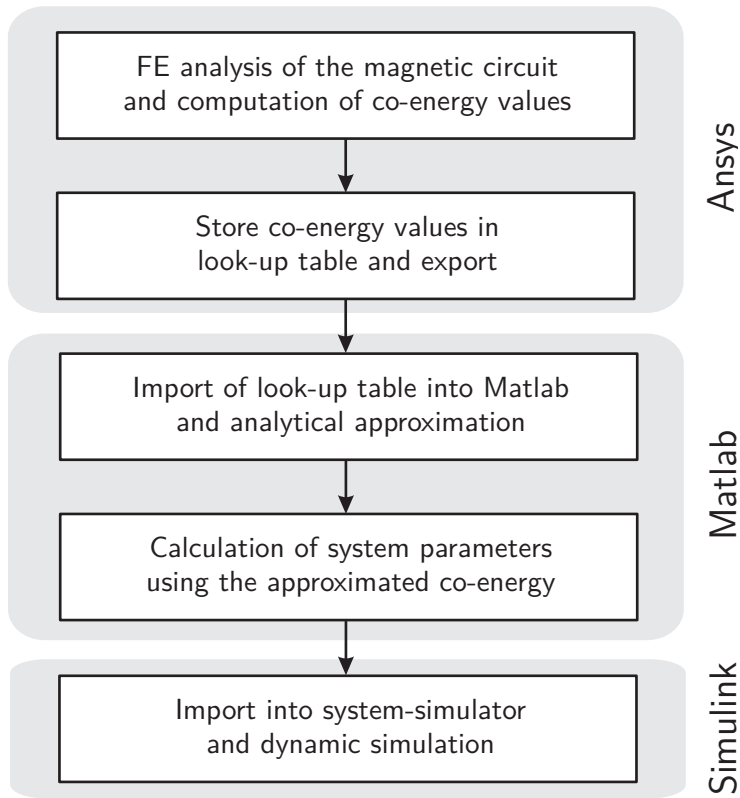 FE analysis of the magnetic circuit
and computation of co-energy values
Store co-energy values in
look-up table and export
Ansys
Import of look-up table into Matlab
and analytical approximation
Calculation of system parameters
using the approximated co-energy
Matlab
Import into system-simulator
and dynamic simulation
Simulink